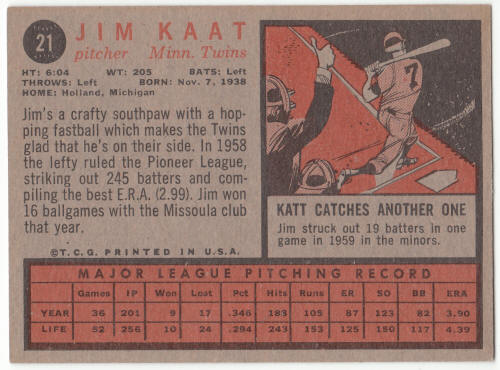 21
JIM KAAT
pitcher Minn. Twins
HT: 6:04 WT: 205 BATS: Left
THROWS: Left BORN: Nov. 7, 1938
HOME: Holland, Michigan
Jim's a crafty southpaw with a hop-
ping fastball which makes the Twins
glad that he's on their side. In 1958
the lefty ruled the Pioneer League,
striking out 245 batters and com-
piling the best E.R.A. (2.99). Jim won
16 ballgames with the Missoula club
that year.
©T.C.G. PRINTED IN U.S.A.
7
KATT CATCHES ANOTHER ONE
Jim struck out 19 batters in one
game in 1959 in the minors.
MAJOR LEAGUE PITCHING RECORD
Games IP Won Lost Pct Hits Runs ER SO BB ERA
YEAR 36 201 9 17 .346 183 105 87 123 82 3.90
LIFE 52 256 10 24 .294 243 153 125 150 117 4.39